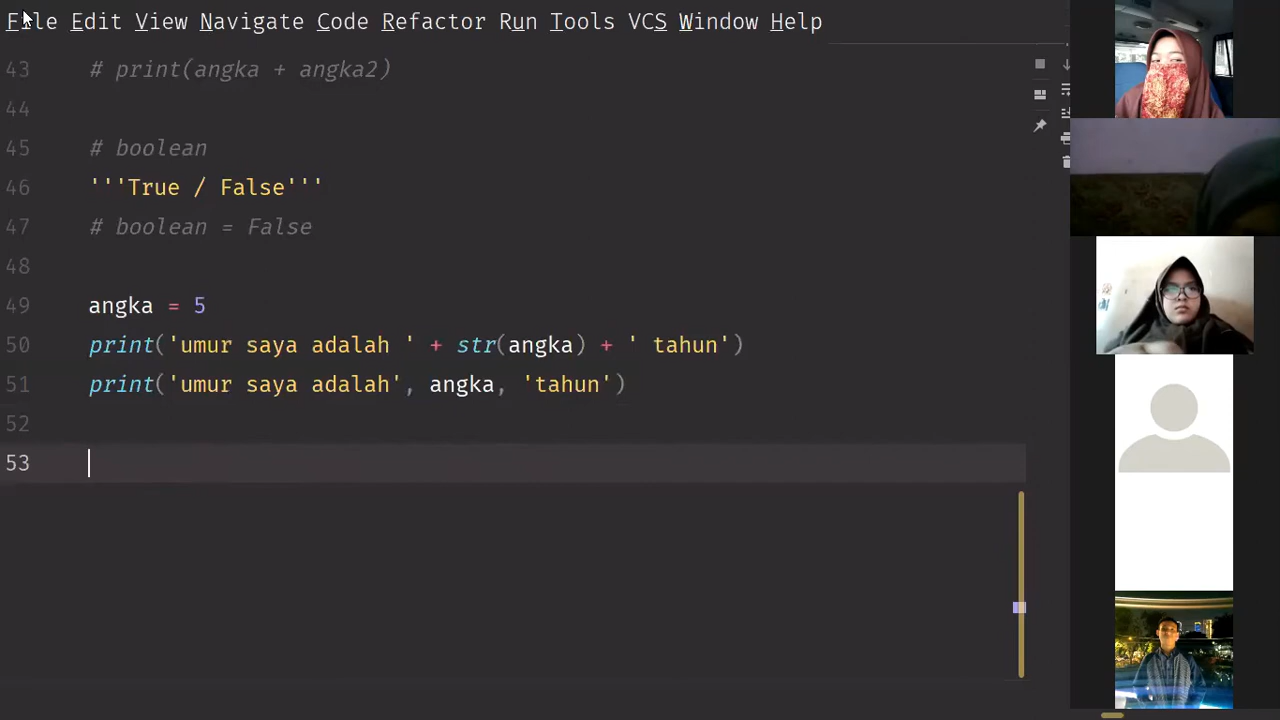 File Edit View Navigate Code Refactor Run Tools VCS Window Help
43 # print(angka + angka2)
44
45 # boolean
46 '''True / False'''
47 # boolean = False
48
49 angka = 5
50 print('umur saya adalah ' + str(angka) + ' tahun')
51 print('umur saya adalah', angka, 'tahun')
52
53